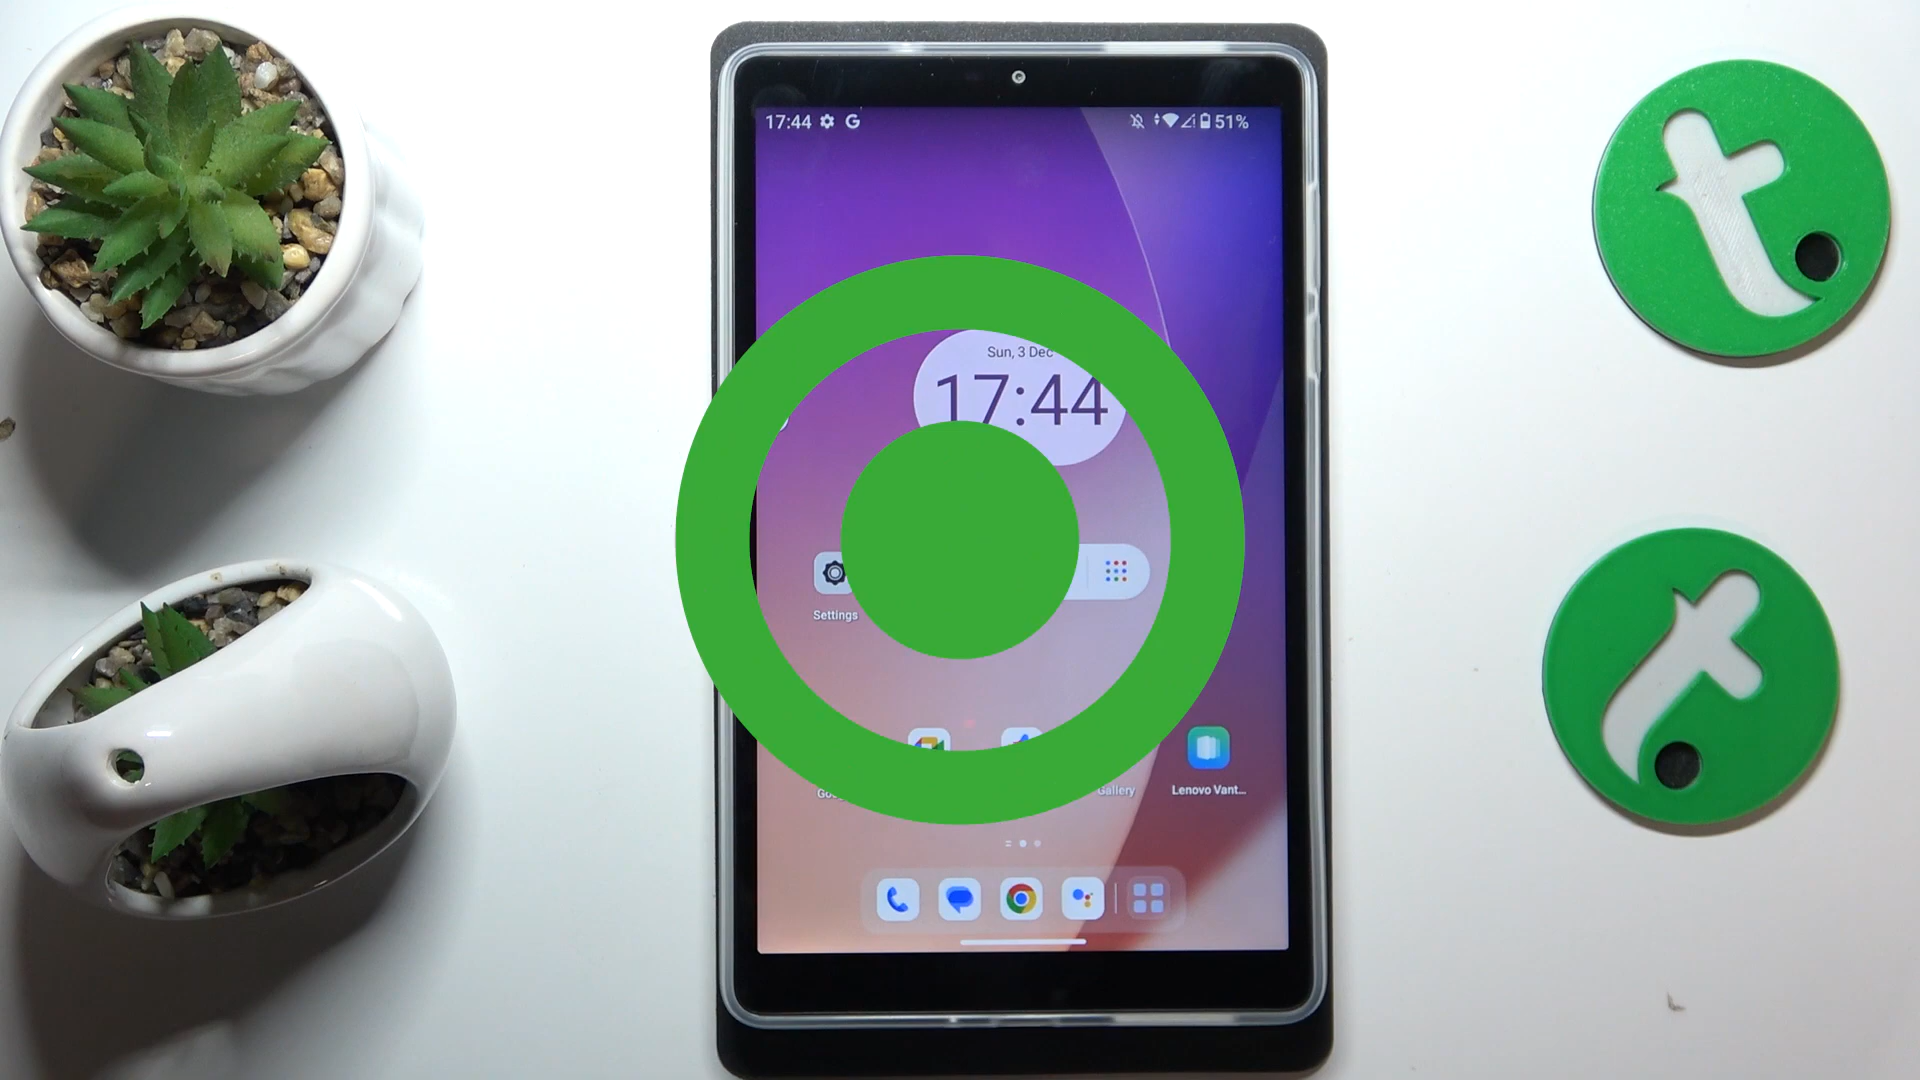 17:44 G 51%
Sun, 3 Dec
17:44
Settings
Gallery
Lenovo Vant...
t
t